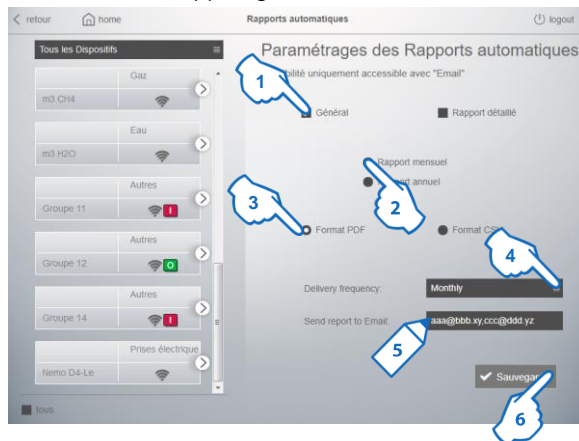 retour
home
Rapports automatiques
logout
Tous les Dispositifs
Paramétrages des Rapports automatiques
uniquement accessible avec "Email"
Gaz
m3 CH4
Eau
m3 H2O
Autres
Groupe 11
I
Autres
Groupe 12
O
Autres
Groupe 14
I
Prises électrique
Nemo D4-Le
tous
1
Général
Rapport détaillé
Rapport mensuel
annuel
2
3
Format PDF
Format
4
Delivery frequency:
Monthly
Send report to Email:
aaa@bbb.xy,ccc@ddd.yz
5
E
6